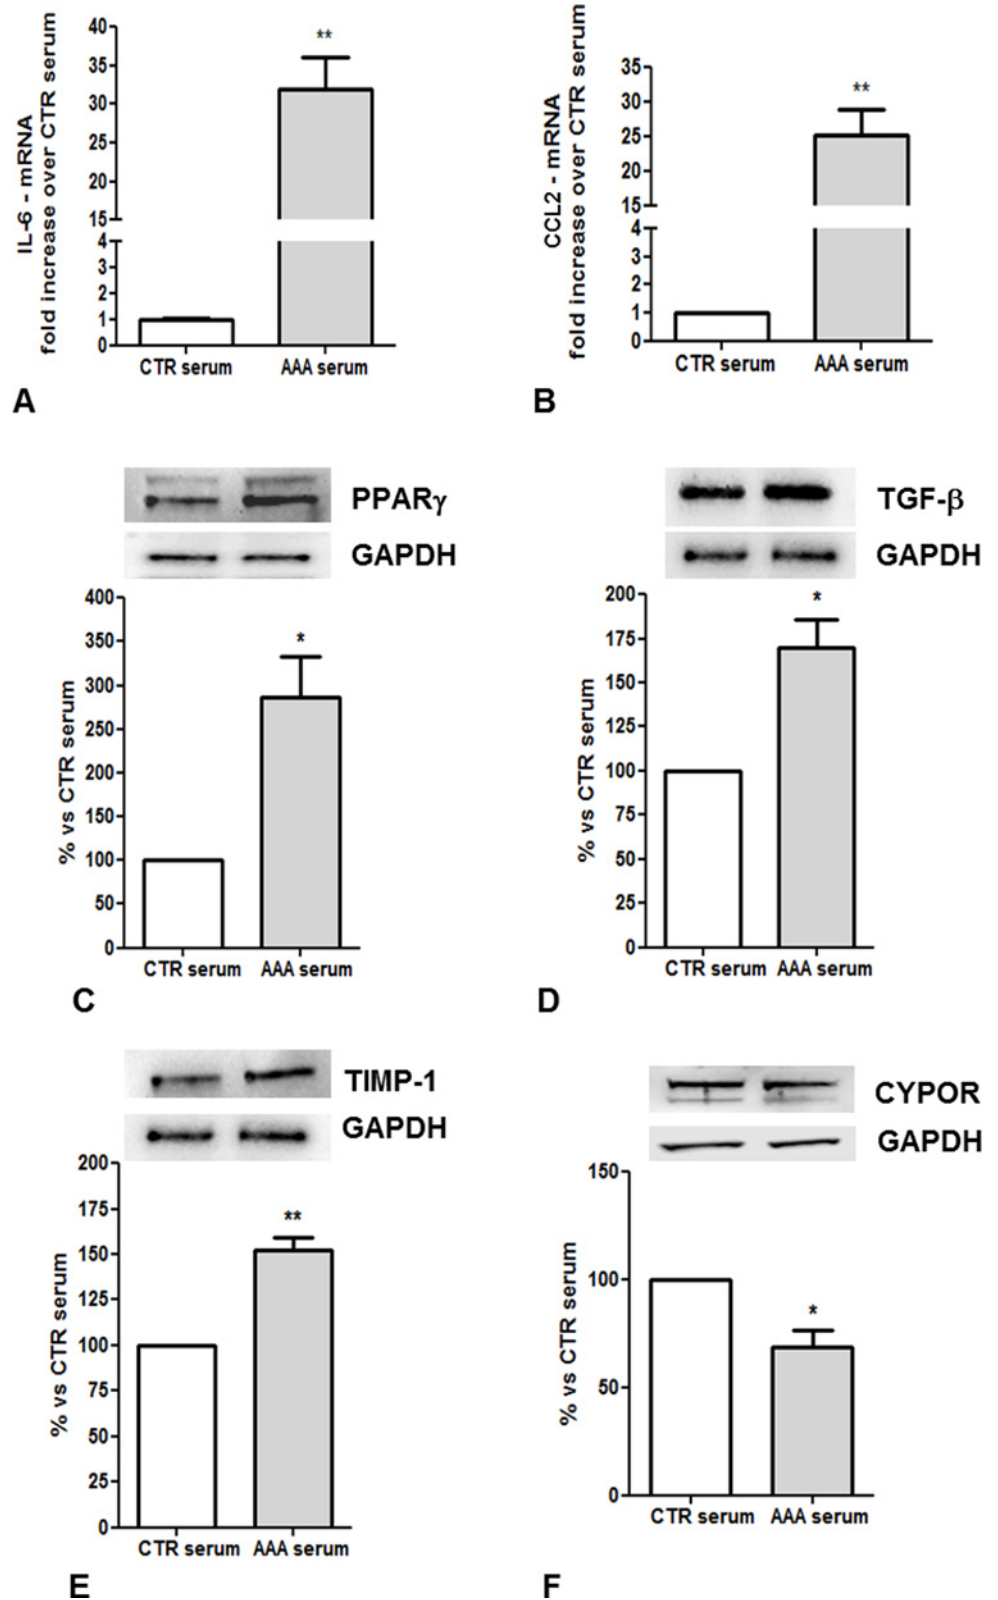 IL-6 - mRNA
fold increase over CTR serum
40
35
30
25
20
15
4
3
2
1
0
**
CTR serum
AAA serum
A
CCL2 - mRNA
fold increase over CTR serum
35
30
25
20
15
4
3
2
1
0
**
CTR serum
AAA serum
B
PPARγ
GAPDH
% vs CTR serum
400
350
300
250
200
150
100
50
0
*
CTR serum
AAA serum
C
TGF-β
GAPDH
% vs CTR serum
200
175
150
125
100
75
50
25
0
*
CTR serum
AAA serum
D
TIMP-1
GAPDH
% vs CTR serum
200
175
150
125
100
75
50
25
0
**
CTR serum
AAA serum
E
CYPOR
GAPDH
% vs CTR serum
150
100
50
0
*
CTR serum
AAA serum
F